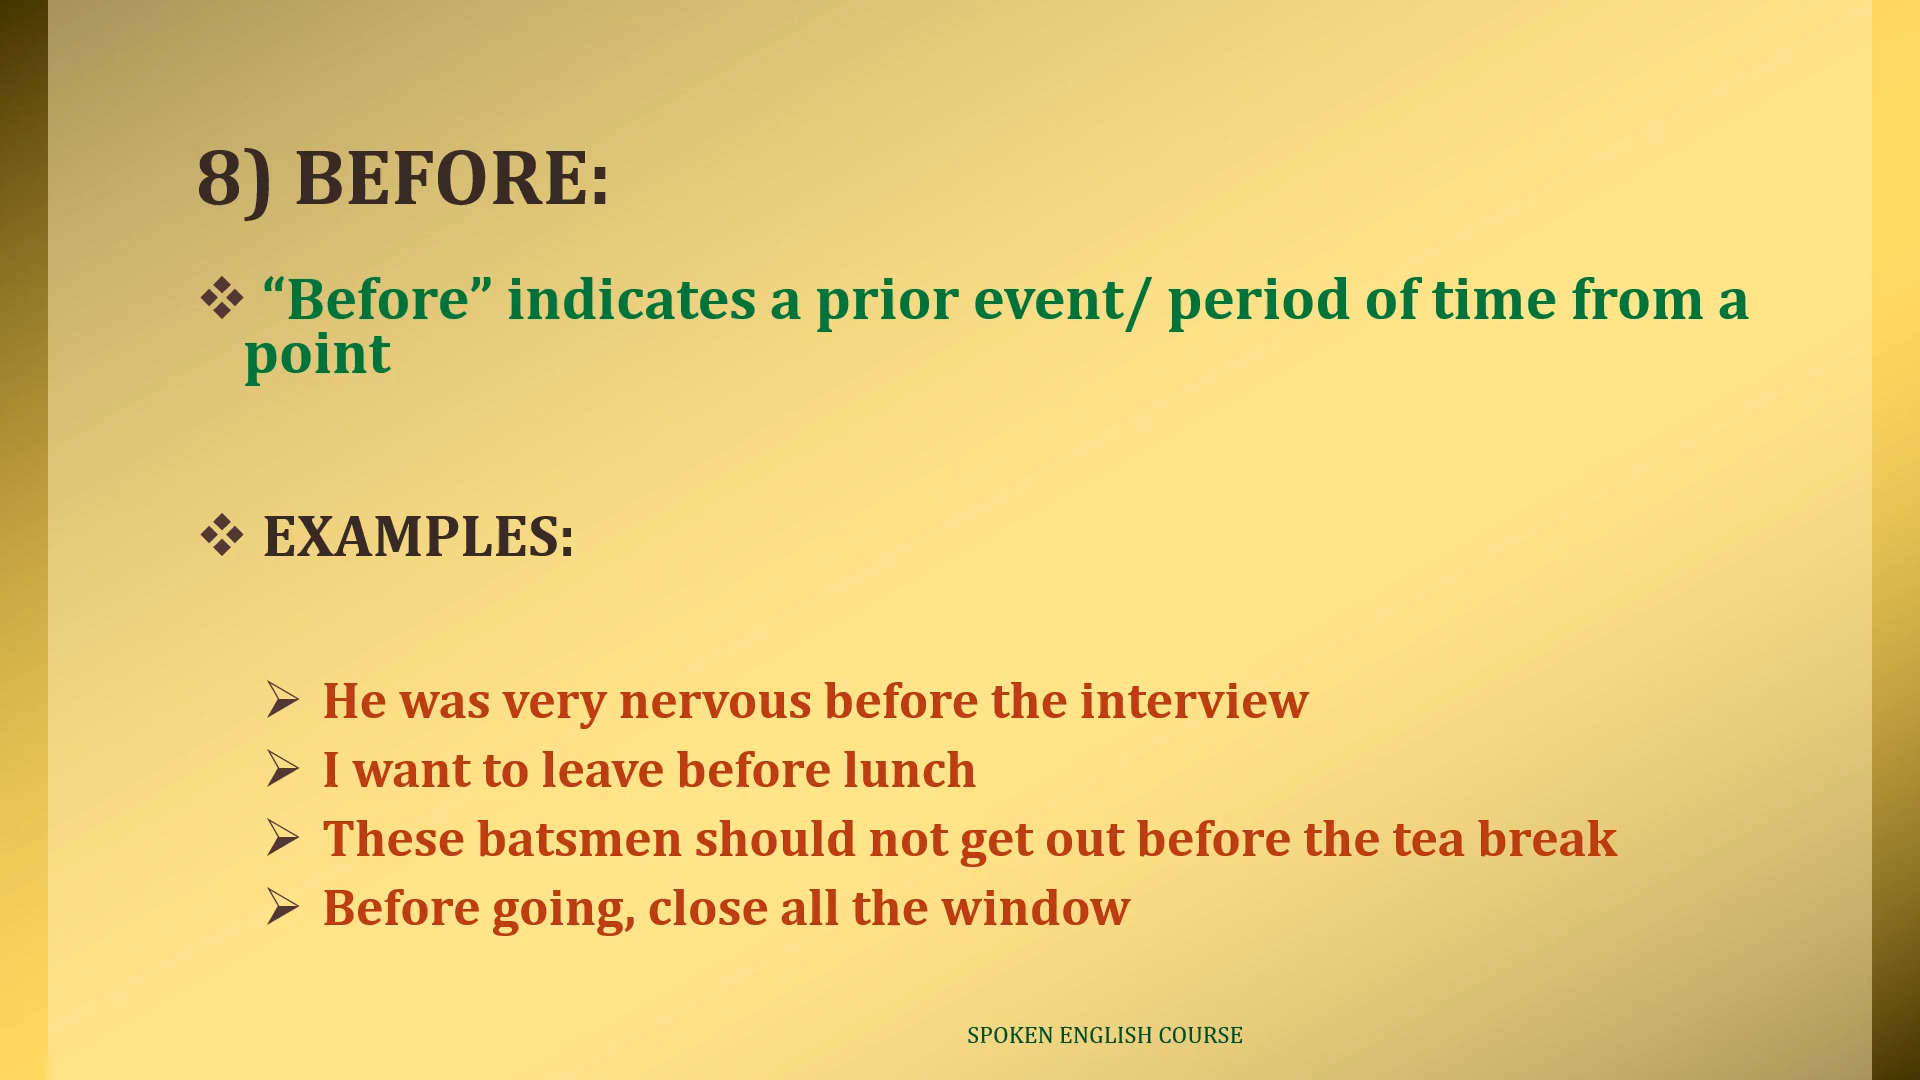 8) BEFORE:
❖ “Before” indicates a prior event/ period of time from a
point
❖ EXAMPLES:
➢ He was very nervous before the interview
➢ I want to leave before lunch
➢ These batsmen should not get out before the tea break
➢ Before going, close all the window
SPOKEN ENGLISH COURSE